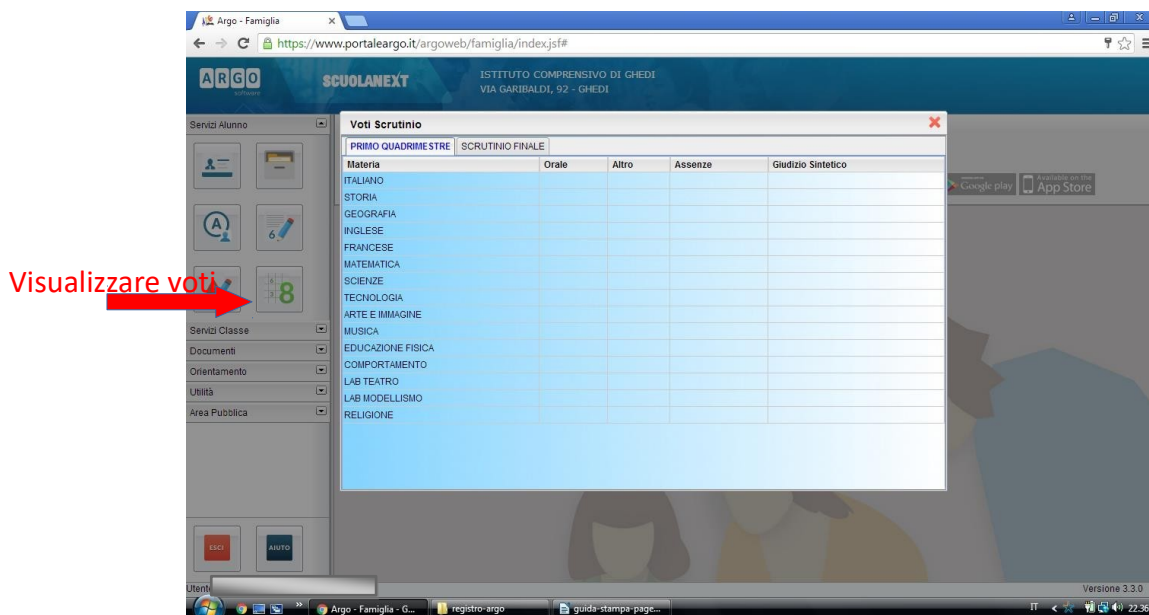 Argo - Famiglia
https://www.portaleargo.it/argoweb/famiglia/index.jsf#
ARGO
software
SCUOLANEXT
ISTITUTO COMPRENSIVO DI GHEDI
VIA GARIBALDI, 92 - GHEDI
Servizi Alunno
Voti Scrutinio
PRIMO QUADRIMESTRE SCRUTINIO FINALE
Materia Orale Altro Assenze Giudizio Sintetico
ITALIANO
STORIA
GEOGRAFIA
INGLESE
FRANCESE
MATEMATICA
SCIENZE
TECNOLOGIA
ARTE E IMMAGINE
MUSICA
EDUCAZIONE FISICA
COMPORTAMENTO
LAB TEATRO
LAB MODELLISMO
RELIGIONE
Google play
Available on the
App Store
A
6
Visualizzare voti
8
Servizi Classe
Documenti
Orientamento
Utilità
Area Pubblica
ESCI
AIUTO
Versione 3.3.0
Argo - Famiglia - G...
registro-argo
guida-stampa-page...
IT
22.36